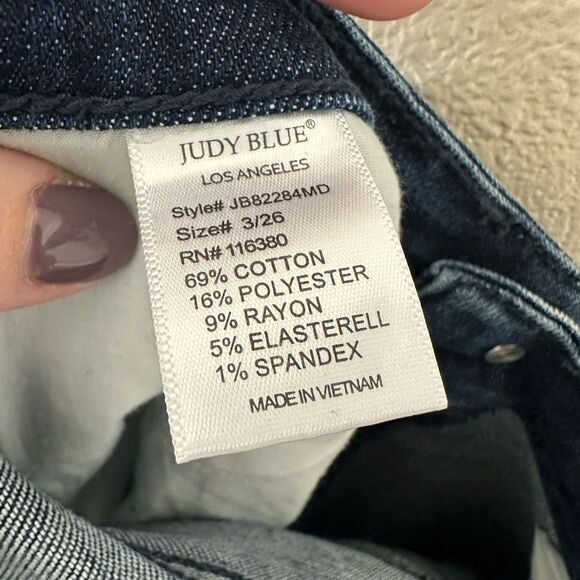 JUDY BLUE®
LOS ANGELES
Style# JB82284MD
Size# 3/26
RN# 116380
69% COTTON
16% POLYESTER
9% RAYON
5% ELASTERELL
1% SPANDEX
MADE IN VIETNAM